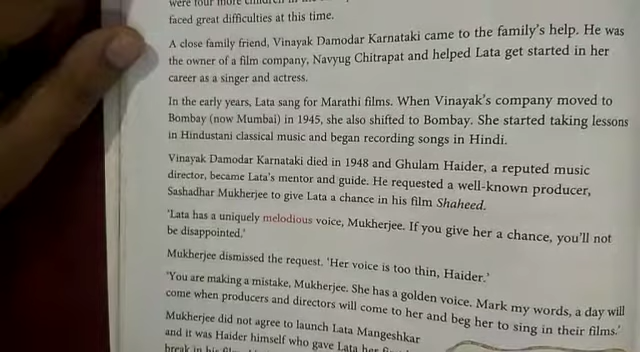 were four more children in the
faced great difficulties at this time.
A close family friend, Vinayak Damodar Karnataki came to the family's help. He was
the owner of a film company, Navyug Chitrapat and helped Lata get started in her
career as a singer and actress.
In the early years, Lata sang for Marathi films. When Vinayak's company moved to
Bombay (now Mumbai) in 1945, she also shifted to Bombay. She started taking lessons
in Hindustani classical music and began recording songs in Hindi.
Vinayak Damodar Karnataki died in 1948 and Ghulam Haider, a reputed music
director, became Lata's mentor and guide. He requested a well-known producer,
Sashadhar Mukherjee to give Lata a chance in his film Shaheed.
'Lata has a uniquely melodious voice, Mukherjee. If you give her a chance, you'll not
be disappointed.'
Mukherjee dismissed the request. 'Her voice is too thin, Haider.'
'You are making a mistake, Mukherjee. She has a golden voice. Mark my words, a day will
come when producers and directors will come to her and beg her to sing in their films.'
Mukherjee did not agree to launch Lata Mangeshkar
and it was Haider himself who gave Lata her
break in his